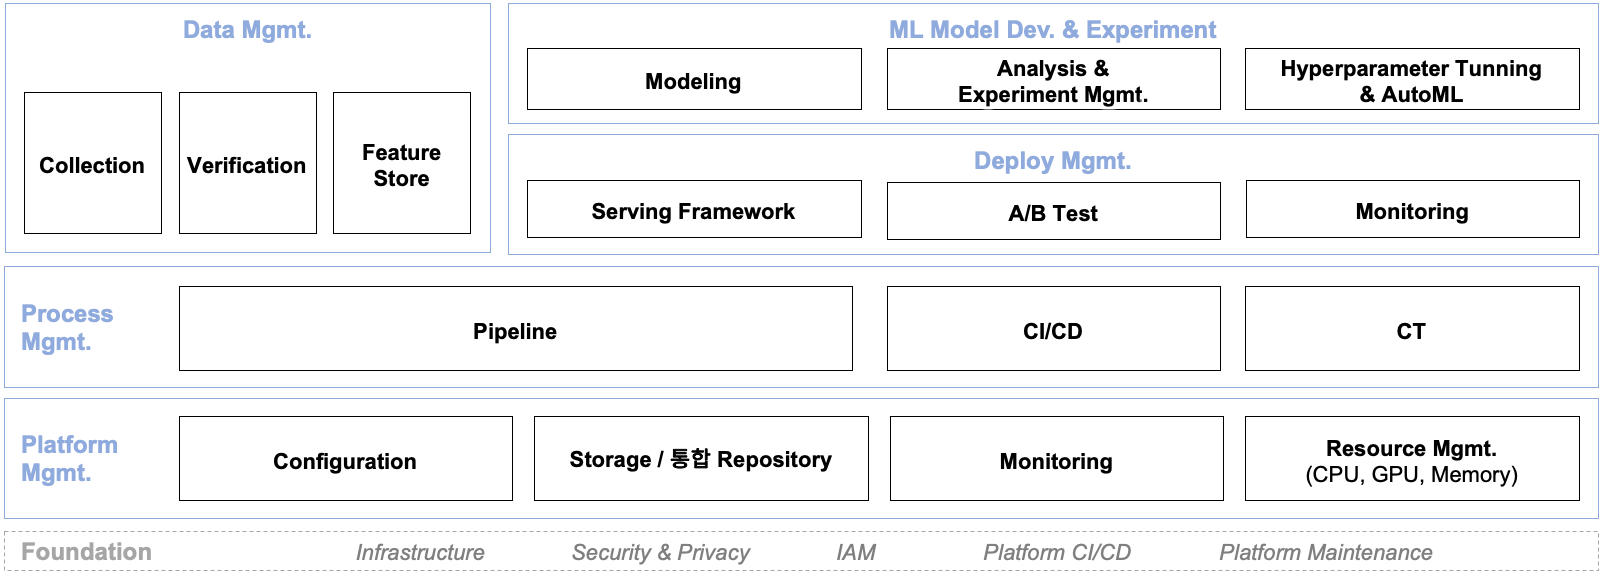 Data Mgmt.
Collection
Verification
Feature
Store
ML Model Dev. & Experiment
Modeling
Analysis &
Experiment Mgmt.
Hyperparameter Tunning
& AutoML
Deploy Mgmt.
Serving Framework
A/B Test
Monitoring
Process
Mgmt.
Pipeline
CI/CD
CT
Platform
Mgmt.
Configuration
Storage / 통합 Repository
Monitoring
Resource Mgmt.
(CPU, GPU, Memory)
Foundation
Infrastructure
Security & Privacy
IAM
Platform CI/CD
Platform Maintenance